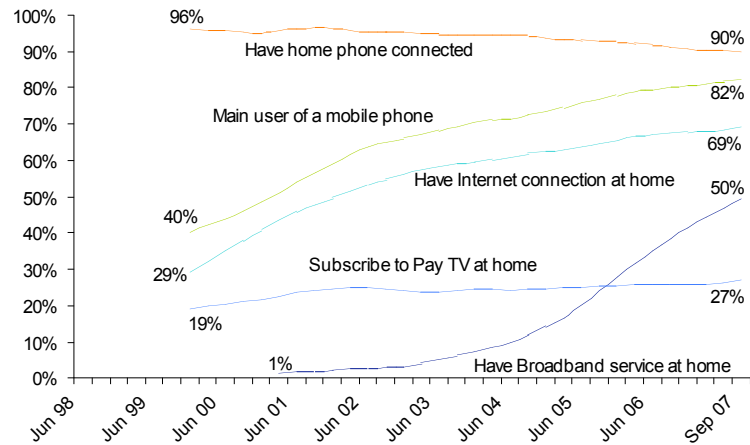 100%
96%
90%
90%
Have home phone connected
80%
82%
Main user of a mobile phone
70%
69%
60%
Have Internet connection at home
50%
50%
40%
40%
30%
29%
Subscribe to Pay TV at home
27%
20%
19%
10%
1%
Have Broadband service at home
0%
Jun 98
Jun 99
Jun 00
Jun 01
Jun 02
Jun 03
Jun 04
Jun 05
Jun 06
Sep 07